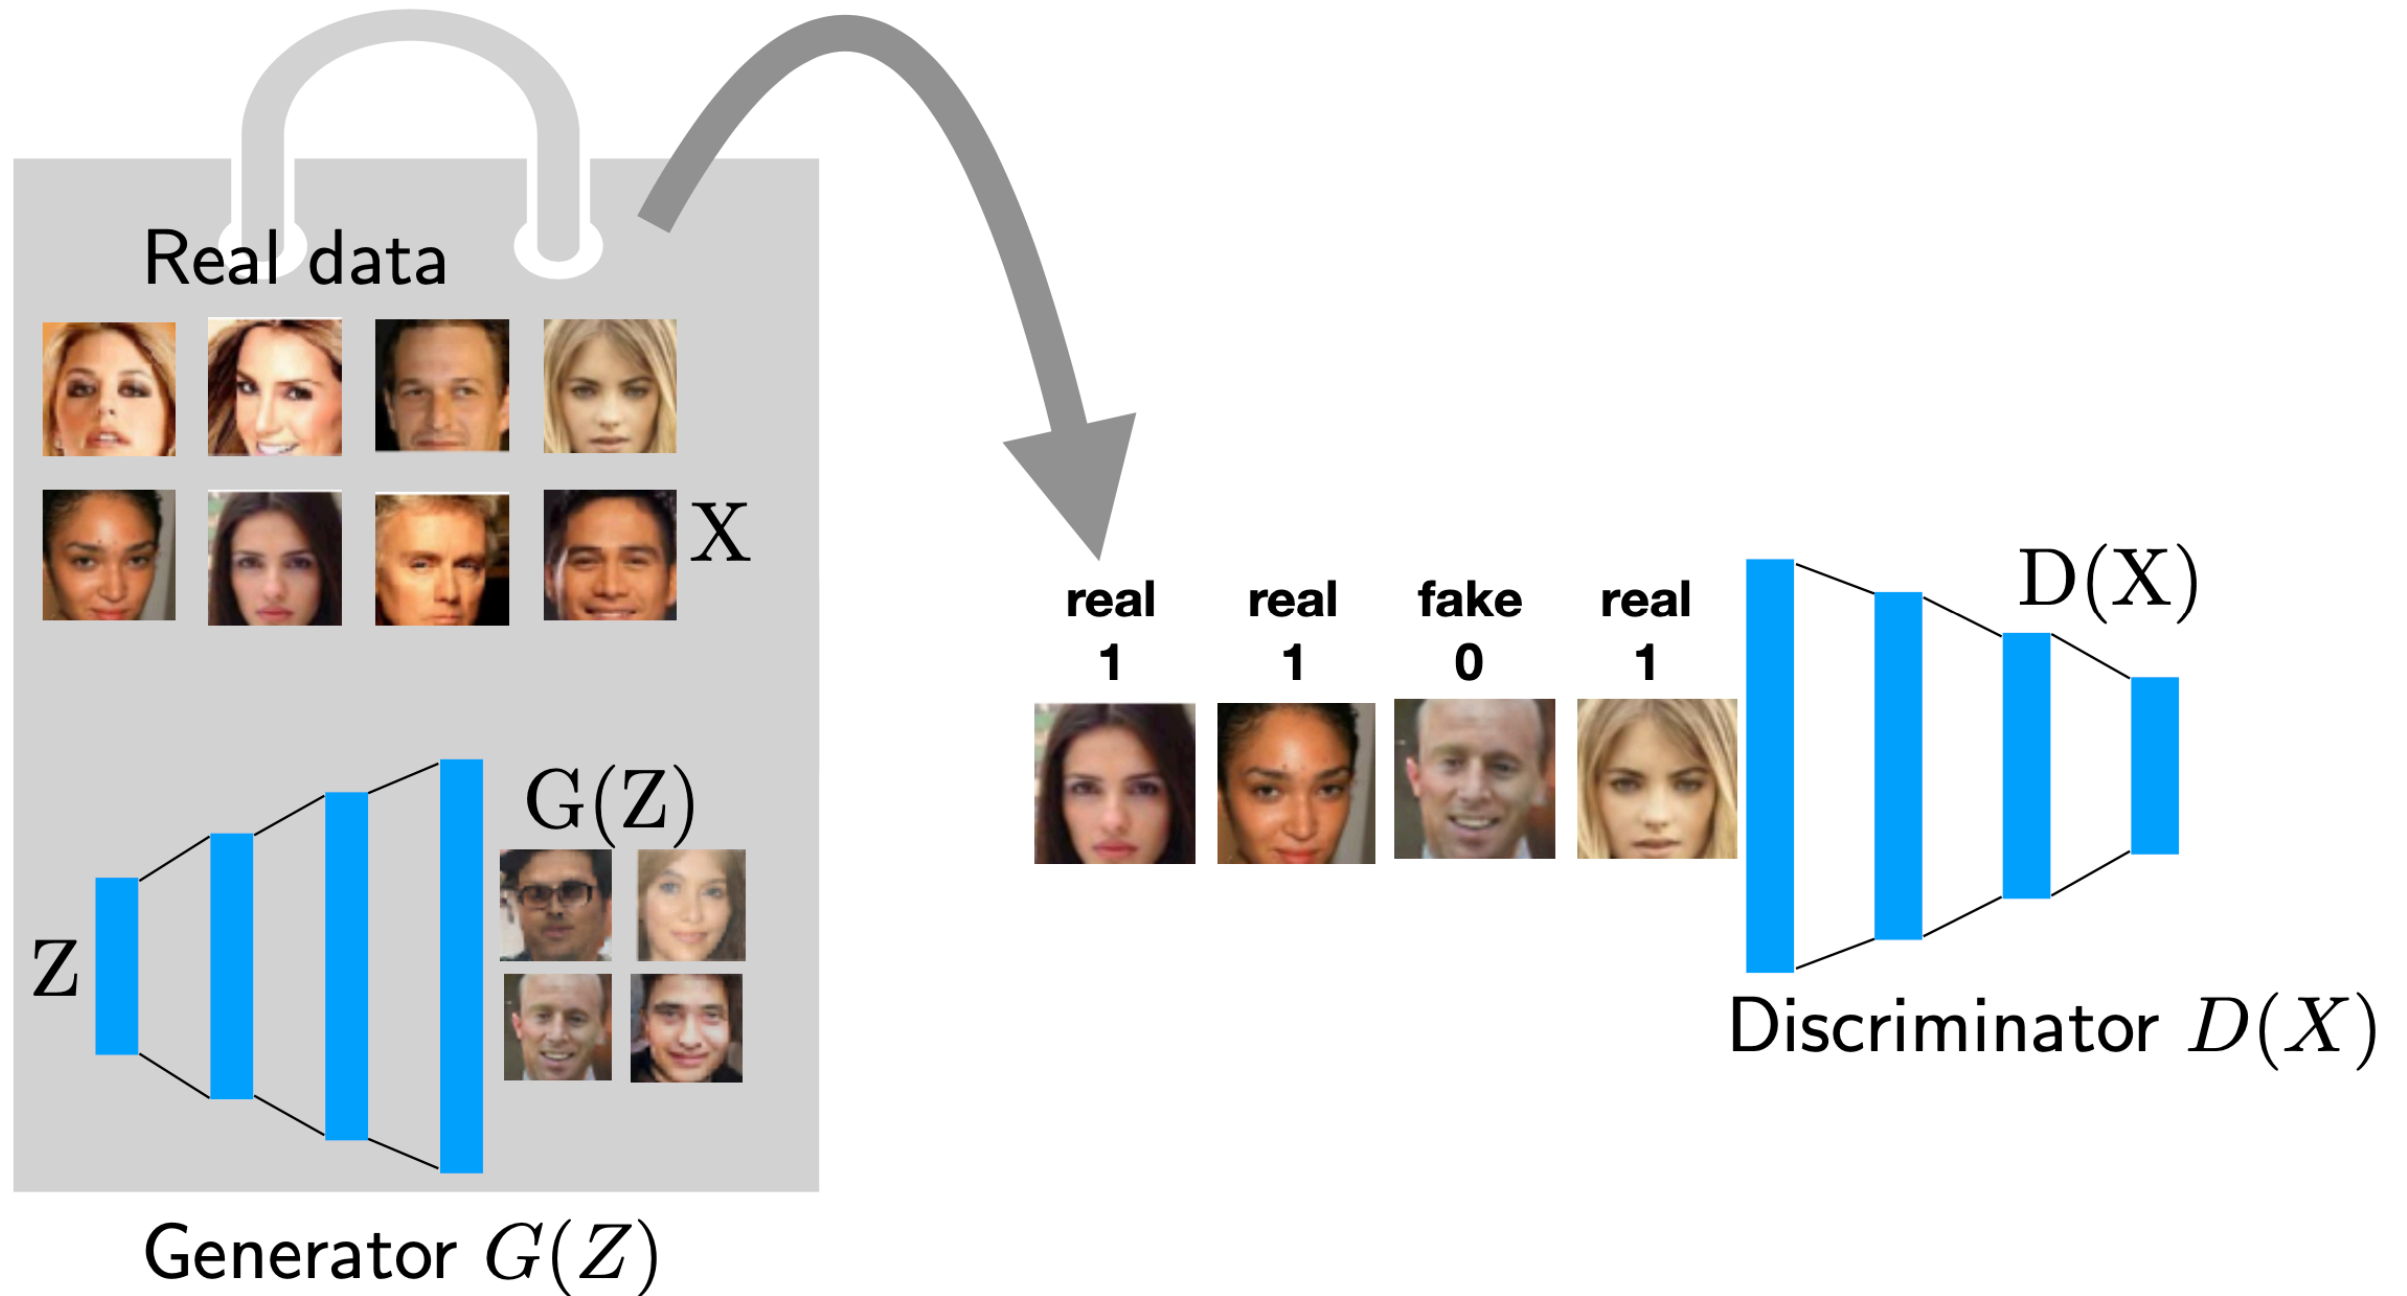 Real data
X
G(Z)
Z
Generator G(Z)
real real fake real
1 1 0 1
D(X)
Discriminator D(X)